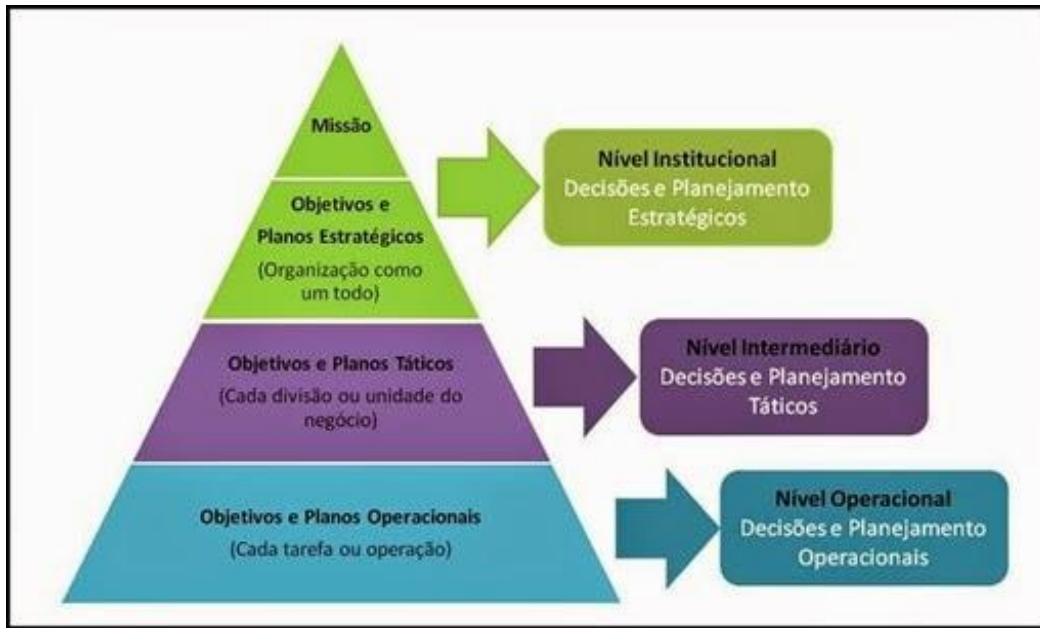 Missão
Objetivos e
Planos Estratégicos
(Organização como
um todo)
Nível Institucional
Decisões e Planejamento
Estratégicos
Objetivos e Planos Táticos
(Cada divisão ou unidade do
negócio)
Nível Intermediário
Decisões e Planejamento
Táticos
Objetivos e Planos Operacionais
(Cada tarefa ou operação)
Nível Operacional
Decisões e Planejamento
Operacionais